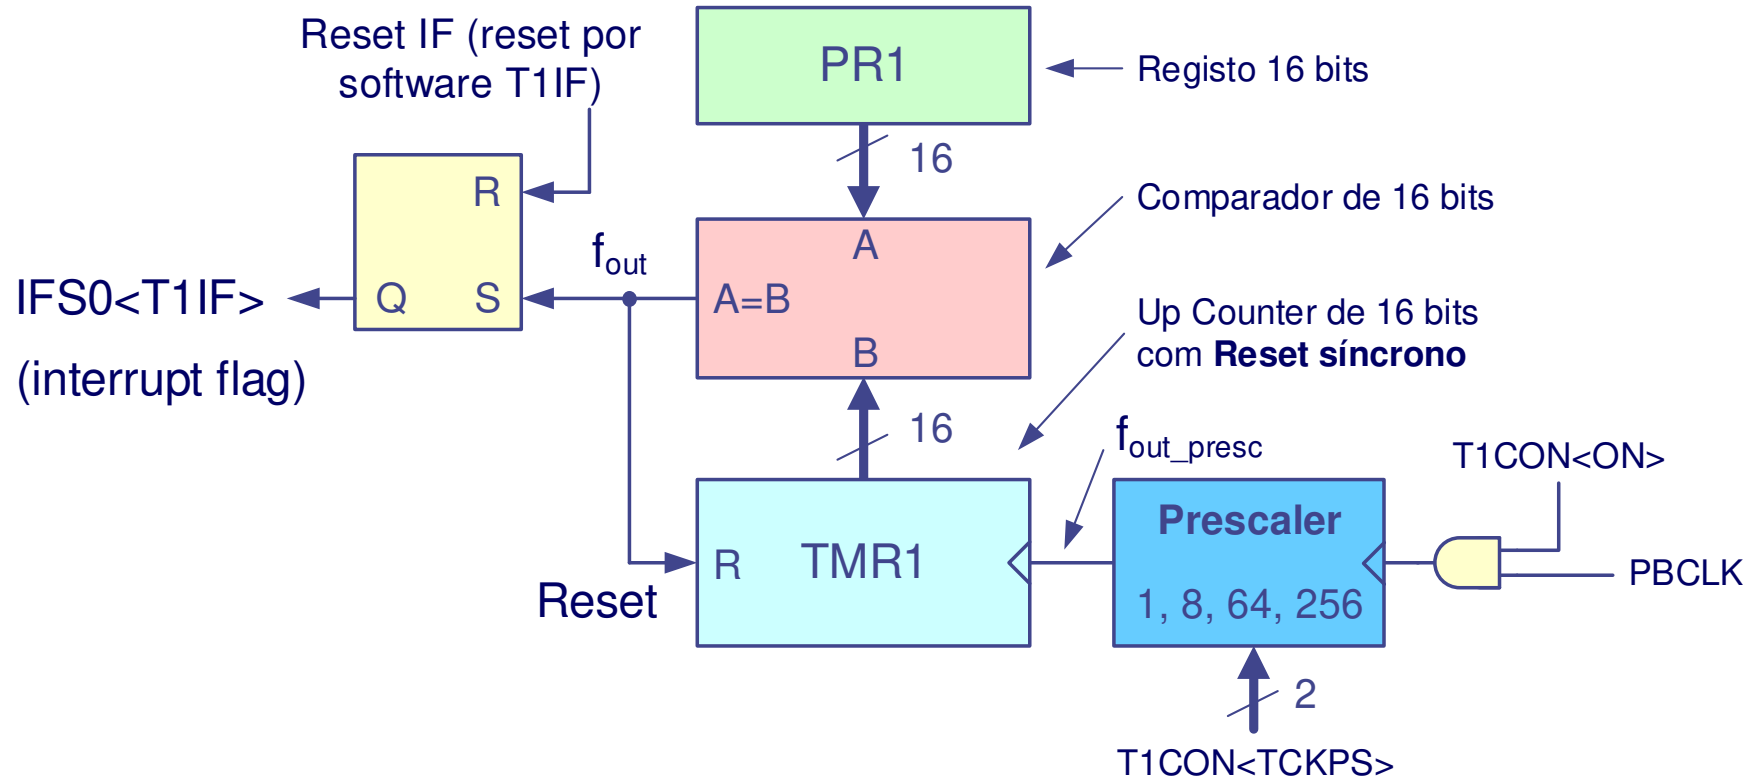 Reset IF (reset por
software T1IF)
PR1
Registo 16 bits
16
R
Comparador de 16 bits
A
fout
IFS0<T1IF>
Q
S
A=B
Up Counter de 16 bits
com Reset síncrono
B
(interrupt flag)
16
fout_presc
T1CON<ON>
Prescaler
R
TMR1
PBCLK
Reset
1, 8, 64, 256
2
T1CON<TCKPS>